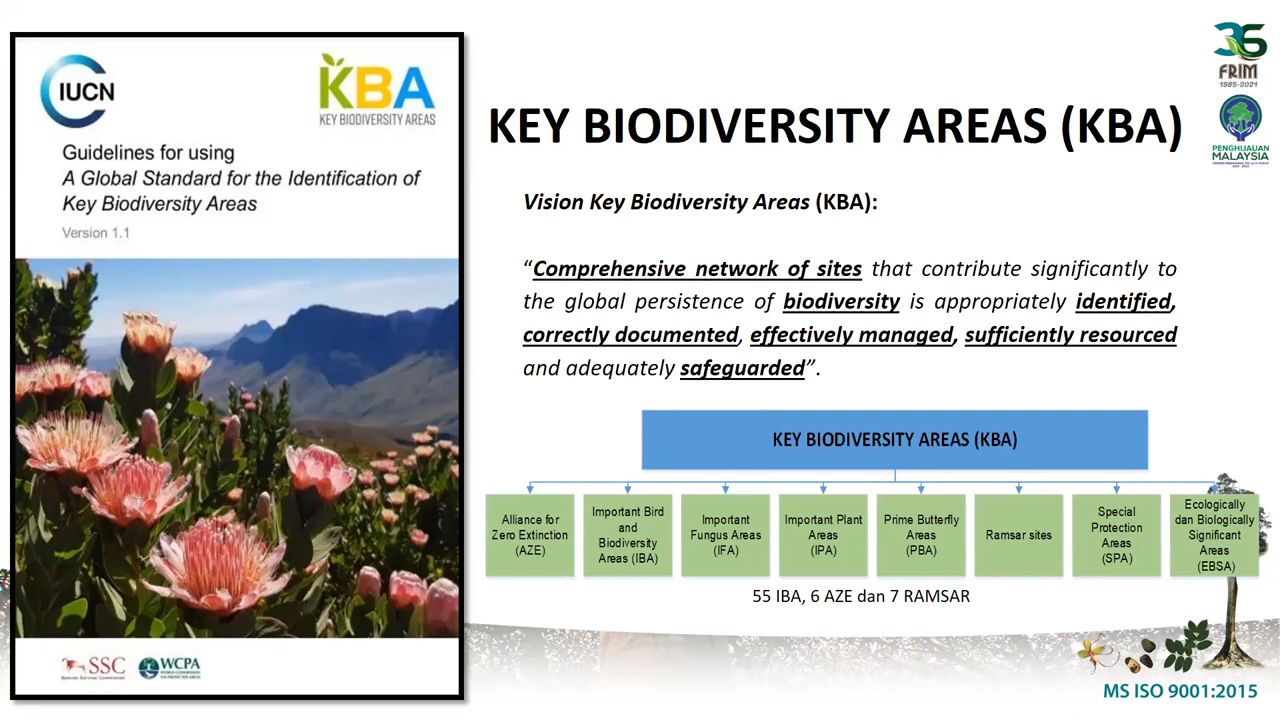 IUCN
KBA
KEY BIODIVERSITY AREAS
Guidelines for using
A Global Standard for the Identification of
Key Biodiversity Areas
Version 1.1
SSC
WCPA
36
FRIM
1985-2021
PENGHIJAUAN
MALAYSIA
KEY BIODIVERSITY AREAS (KBA)
Vision Key Biodiversity Areas (KBA):
“Comprehensive network of sites that contribute significantly to
the global persistence of biodiversity is appropriately identified,
correctly documented, effectively managed, sufficiently resourced
and adequately safeguarded”.
KEY BIODIVERSITY AREAS (KBA)
Alliance for
Zero Extinction
(AZE)
Important Bird
and
Biodiversity
Areas (IBA)
Important
Fungus Areas
(IFA)
Important Plant
Areas
(IPA)
Prime Butterfly
Areas
(PBA)
Ramsar sites
Special
Protection
Areas
(SPA)
Ecologically
dan Biologically
Significant
Areas
(EBSA)
55 IBA, 6 AZE dan 7 RAMSAR
MS ISO 9001:2015